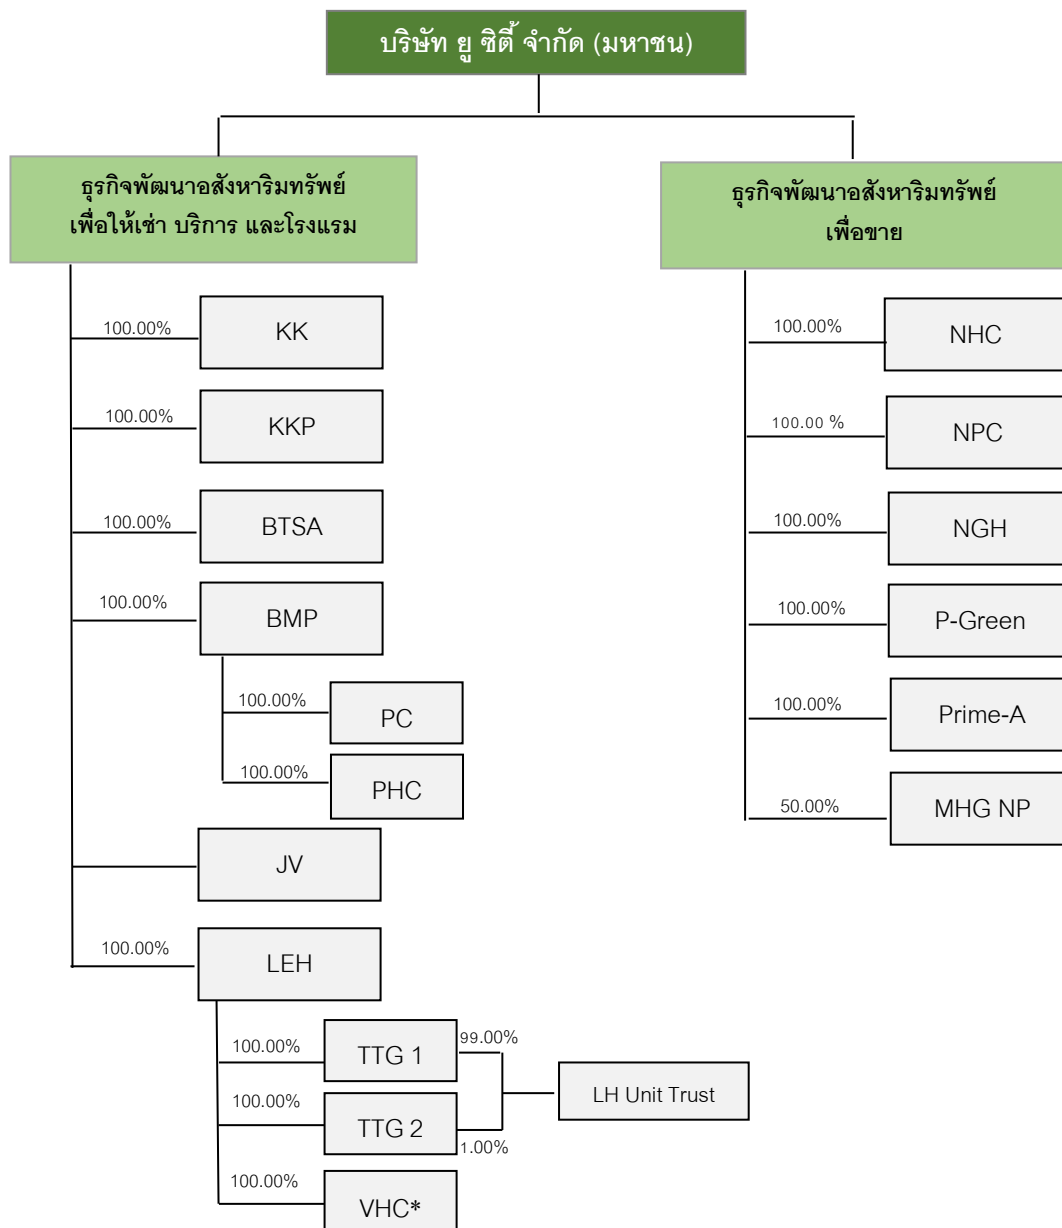 บริษัท ยู ซิตี้ จำกัด (มหาชน)
ธุรกิจพัฒนาอสังหาริมทรัพย์
เพื่อให้เช่า บริการ และโรงแรม
100.00%
KK
100.00%
KKP
100.00%
BTSA
100.00%
BMP
100.00%
PC
100.00%
PHC
JV
100.00%
LEH
100.00%
TTG 1
99.00%
100.00%
TTG 2
1.00%
LH Unit Trust
100.00%
VHC*
ธุรกิจพัฒนาอสังหาริมทรัพย์
เพื่อขาย
100.00%
NHC
100.00 %
NPC
100.00%
NGH
100.00%
P-Green
100.00%
Prime-A
50.00%
MHG NP